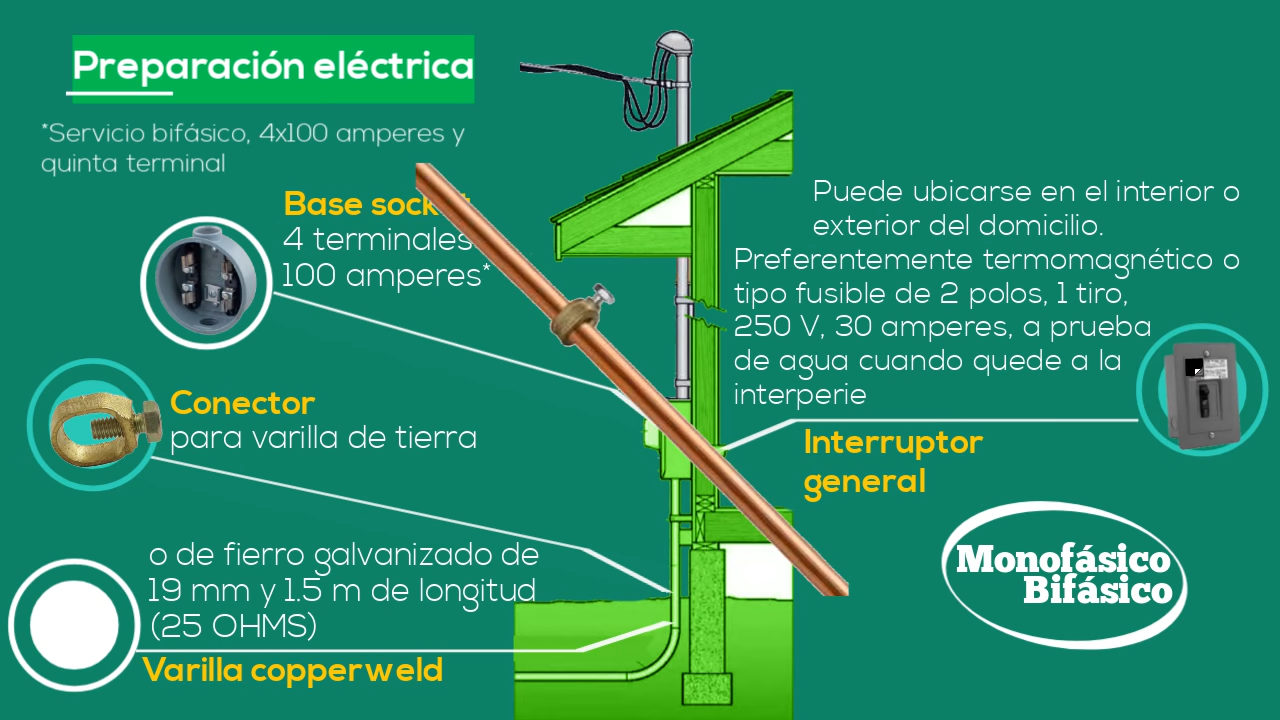 Preparación eléctrica
*Servicio bifásico, 4x100 amperes y
quinta terminal
Base
4 terminales
100 amperes*
Conector
para varilla de tierra
o de fierro galvanizado de
19 mm y 1.5 m de longitud
(25 OHMS)
Varilla copperweld
Puede ubicarse en el interior o
exterior del domicilio.
Preferentemente termomagnético o
tipo fusible de 2 polos, 1 tiro,
250 V, 30 amperes, a prueba
de agua cuando quede a la
interperie
Interruptor
general
Monofásico
Bifásico